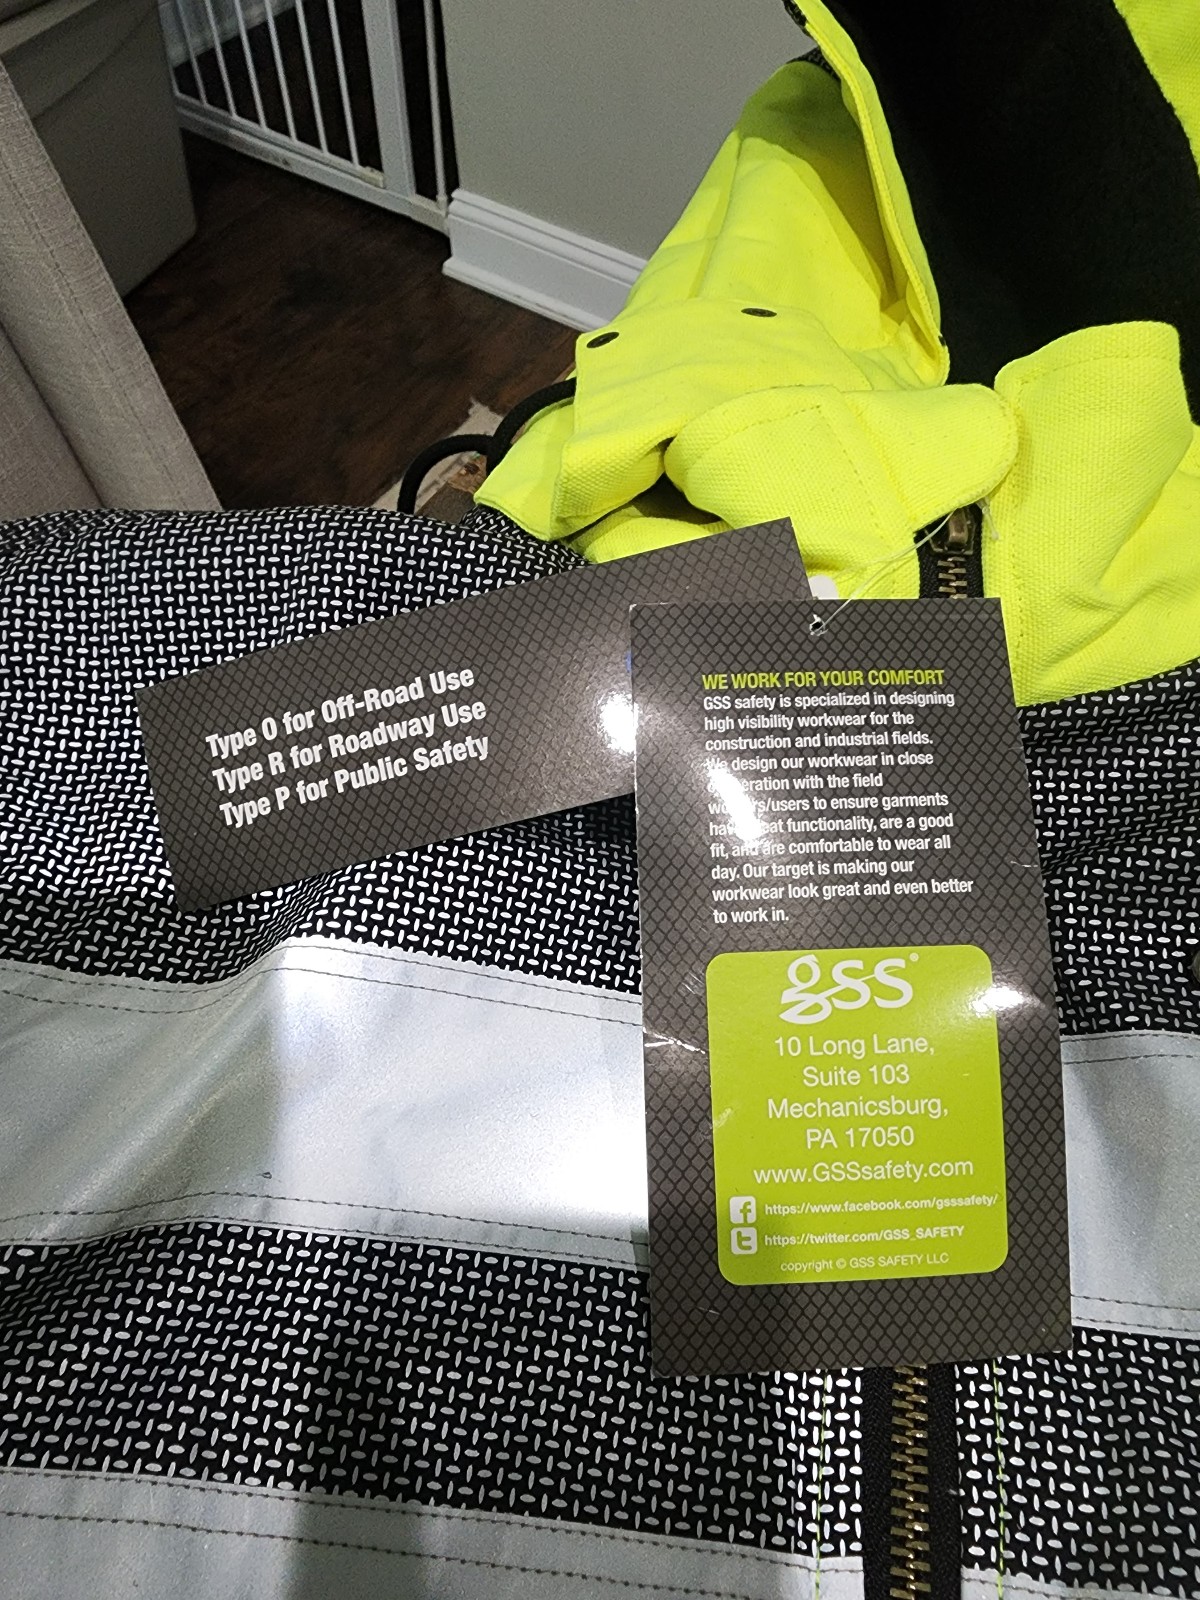 Type O for Off-Road Use
Type R for Roadway Use
Type P for Public Safety
WE WORK FOR YOUR COMFORT
GSS safety is specialized in designing
high visibility workwear for the
construction and industrial fields.
We design our workwear in close
with the field
to ensure garments
functionality, are a good
fit, and are comfortable to wear all
day. Our target is making our
workwear look great and even better
to work in.
gss®
10 Long Lane,
Suite 103
Mechanicsburg,
PA 17050
www.GSSsafety.com
https://www.facebook.com/gsssafety/
https://twitter.com/GSS_SAFETY
copyright © GSS SAFETY LLC